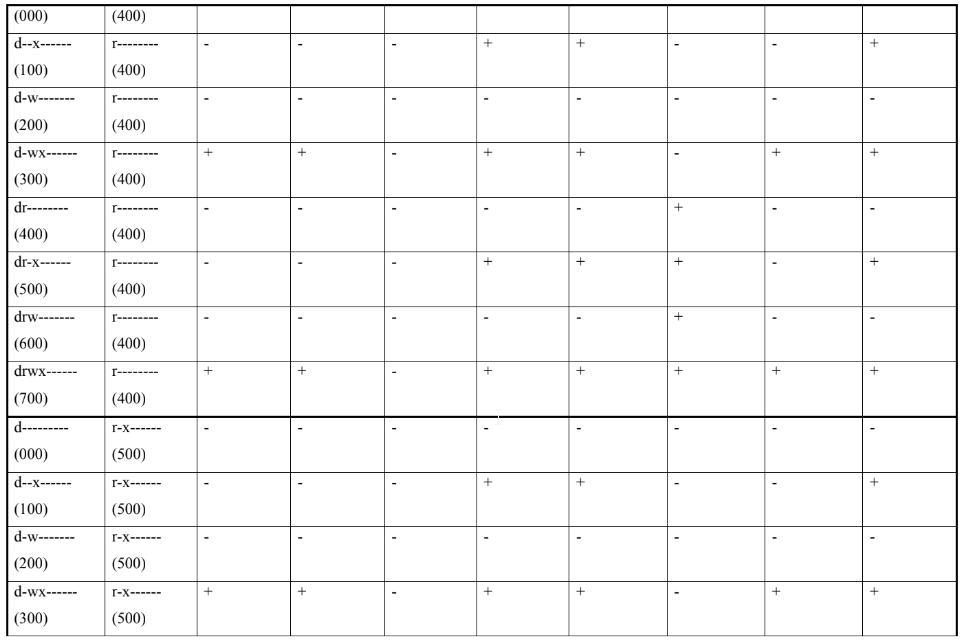 (000) (400)
d--x------ r-------- - - - + + - - +
(100) (400)
d-w------- r-------- - - - - - - - -
(200) (400)
d-wx------ r-------- + + - + + - + +
(300) (400)
dr-------- r-------- - - - - - + - -
(400) (400)
dr-x------ r-------- - - - + + + - +
(500) (400)
drw------- r-------- - - - - - + - -
(600) (400)
drwx------ r-------- + + - + + + + +
(700) (400)
d--------- r-x------ - - - - - - - -
(000) (500)
d--x------ r-x------ - - - + + - - +
(100) (500)
d-w------- r-x------ - - - - - - - -
(200) (500)
d-wx------ r-x------ + + - + + - + +
(300) (500)